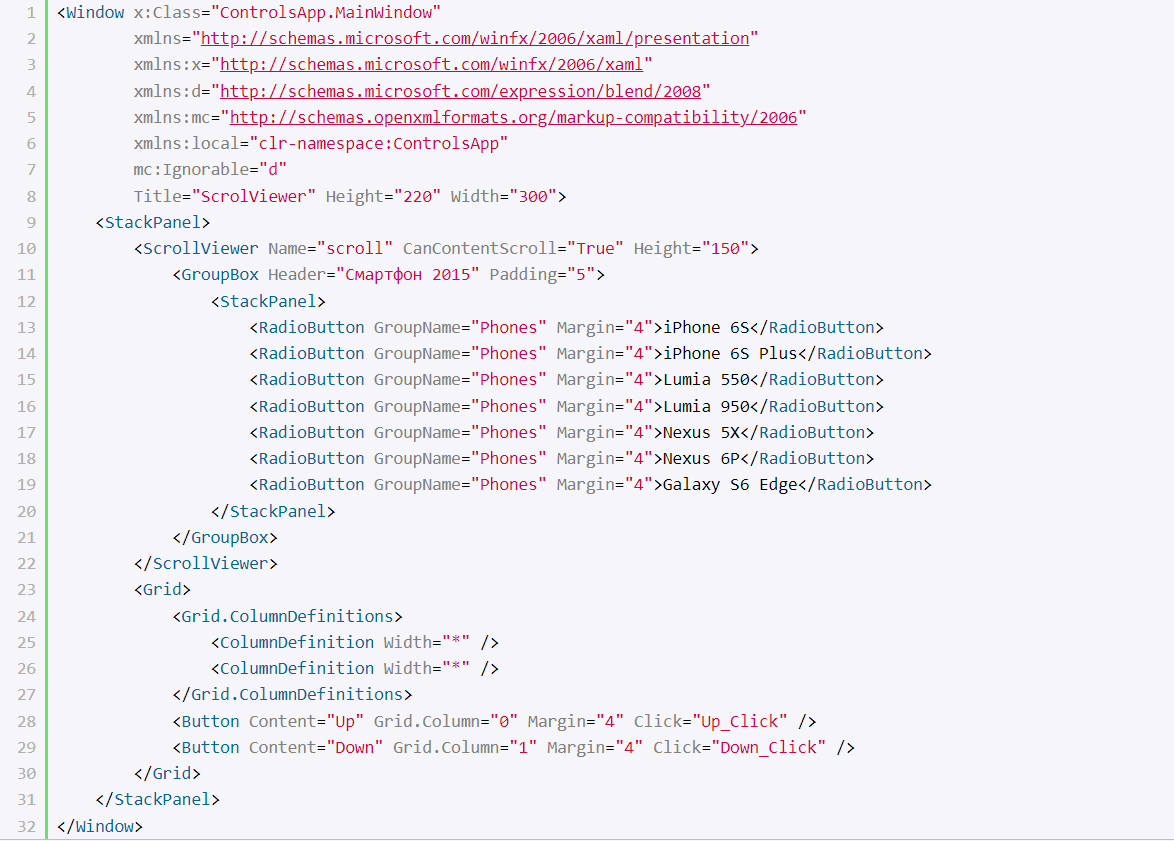 1 <Window x:Class="ControlsApp.MainWindow"
2         xmlns="http://schemas.microsoft.com/winfx/2006/xaml/presentation"
3         xmlns:x="http://schemas.microsoft.com/winfx/2006/xaml"
4         xmlns:d="http://schemas.microsoft.com/expression/blend/2008"
5         xmlns:mc="http://schemas.openxmlformats.org/markup-compatibility/2006"
6         xmlns:local="clr-namespace:ControlsApp"
7         mc:Ignorable="d"
8         Title="ScrolViewer" Height="220" Width="300">
9     <StackPanel>
10         <ScrollViewer Name="scroll" CanContentScroll="True" Height="150">
11             <GroupBox Header="Смартфон 2015" Padding="5">
12                 <StackPanel>
13                     <RadioButton GroupName="Phones" Margin="4">iPhone 6S</RadioButton>
14                     <RadioButton GroupName="Phones" Margin="4">iPhone 6S Plus</RadioButton>
15                     <RadioButton GroupName="Phones" Margin="4">Lumia 550</RadioButton>
16                     <RadioButton GroupName="Phones" Margin="4">Lumia 950</RadioButton>
17                     <RadioButton GroupName="Phones" Margin="4">Nexus 5X</RadioButton>
18                     <RadioButton GroupName="Phones" Margin="4">Nexus 6P</RadioButton>
19                     <RadioButton GroupName="Phones" Margin="4">Galaxy S6 Edge</RadioButton>
20                 </StackPanel>
21             </GroupBox>
22         </ScrollViewer>
23         <Grid>
24             <Grid.ColumnDefinitions>
25                 <ColumnDefinition Width="*" />
26                 <ColumnDefinition Width="*" />
27             </Grid.ColumnDefinitions>
28             <Button Content="Up" Grid.Column="0" Margin="4" Click="Up_Click" />
29             <Button Content="Down" Grid.Column="1" Margin="4" Click="Down_Click" />
30         </Grid>
31     </StackPanel>
32 </Window>